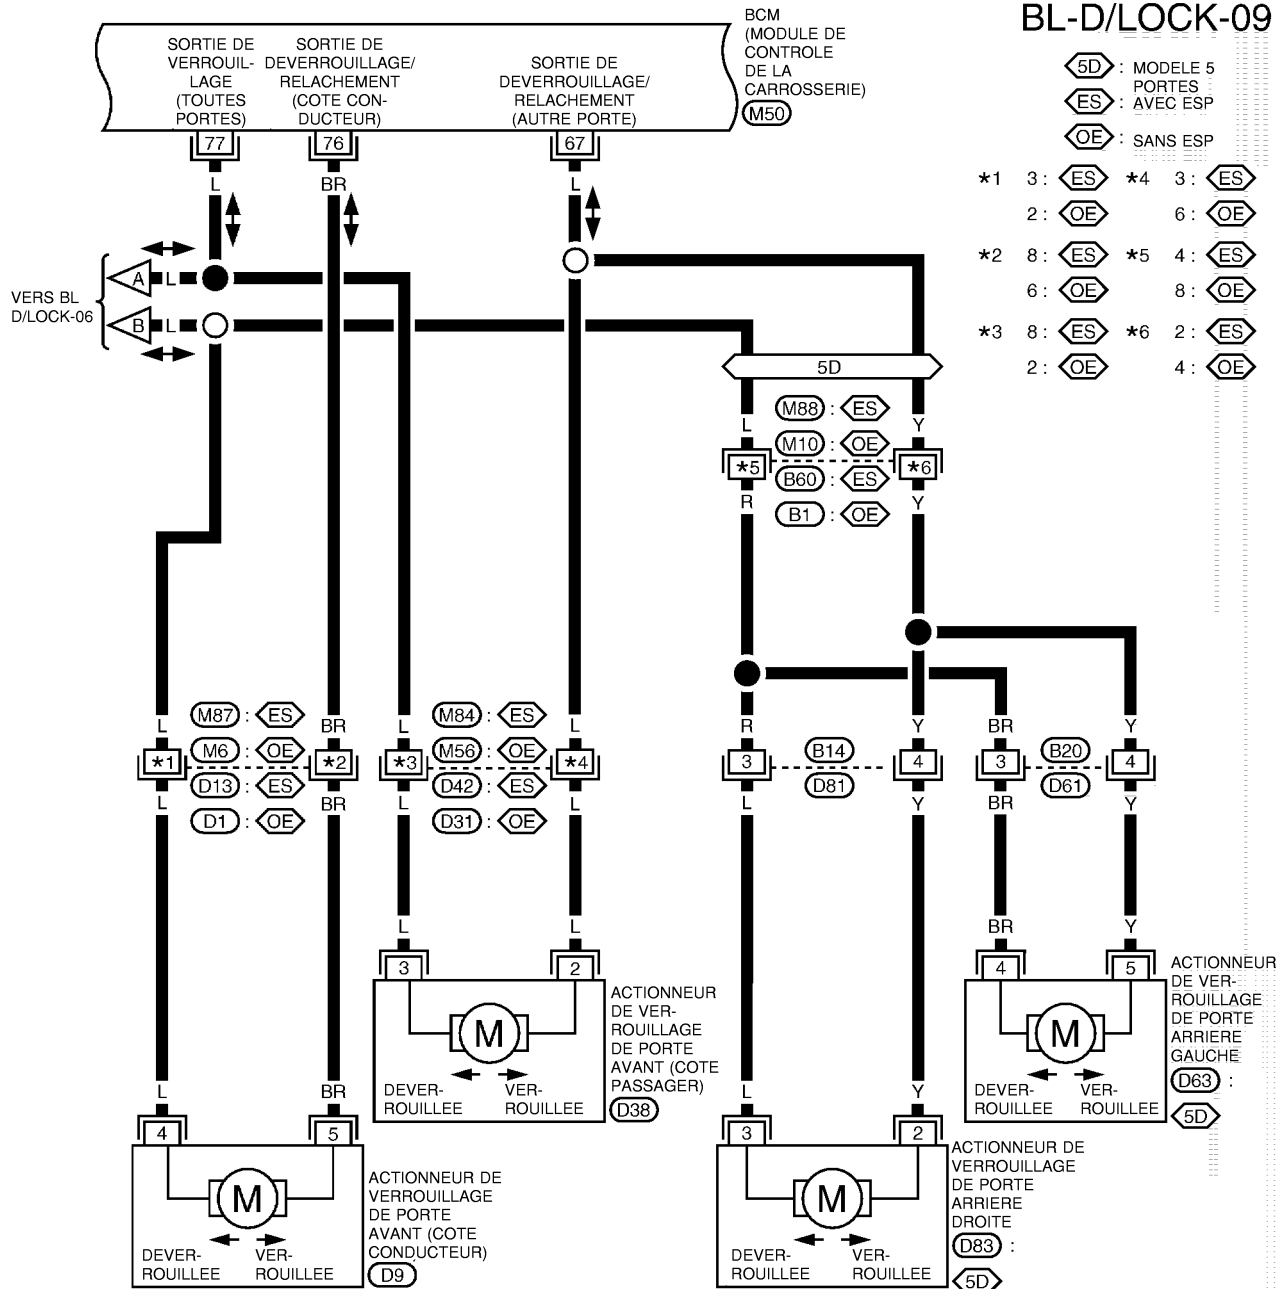 BL-D/LOCK-09
BCM
(MODULE DE
CONTROLE
DE LA
CARROSSERIE)
M50
SORTIE DE
VERROUIL-
LAGE
(TOUTES
PORTES)
SORTIE DE
DEVERROUILLAGE/
RELACHEMENT
(COTE CON-
DUCTEUR)
SORTIE DE
DEVERROUILLAGE/
RELACHEMENT
(AUTRE PORTE)
77
76
67
L
BR
L
5D : MODELE 5
PORTES
ES : AVEC ESP
OE : SANS ESP
*1 3 : ES *4 3 : ES
2 : OE 6 : OE
*2 8 : ES *5 4 : ES
6 : OE 8 : OE
*3 8 : ES *6 2 : ES
2 : OE 4 : OE
VERS BL
D/LOCK-06
A L
B L
5D
L
M88 : ES
M10 : OE
Y
*5
*6
B60 : ES
B1 : OE
R
Y
L
M87 : ES
M6 : OE
BR
*1
*2
D13 : ES
D1 : OE
L
BR
L
M84 : ES
M56 : OE
L
*3
*4
D42 : ES
D31 : OE
L
L
R
Y
3
B14
D81
4
L
Y
BR
Y
3
B20
D61
4
BR
Y
L
L
3
2
M
DEVER-
ROUILLEE
VER-
ROUILLEE
ACTIONNEUR
DE VER-
ROUILLAGE
DE PORTE
AVANT (COTE
PASSAGER)
D38
BR
Y
4
5
M
DEVER-
ROUILLEE
VER-
ROUILLEE
ACTIONNEUR
DE VER-
ROUILLAGE
DE PORTE
ARRIERE
GAUCHE
D63 :
5D
L
BR
4
5
M
DEVER-
ROUILLEE
VER-
ROUILLEE
ACTIONNEUR DE
VERROUILLAGE
DE PORTE
AVANT (COTE
CONDUCTEUR)
D9
L
Y
3
2
M
DEVER-
ROUILLEE
VER-
ROUILLEE
ACTIONNEUR DE
VERROUILLAGE
DE PORTE
ARRIERE
DROITE
D83 :
5D